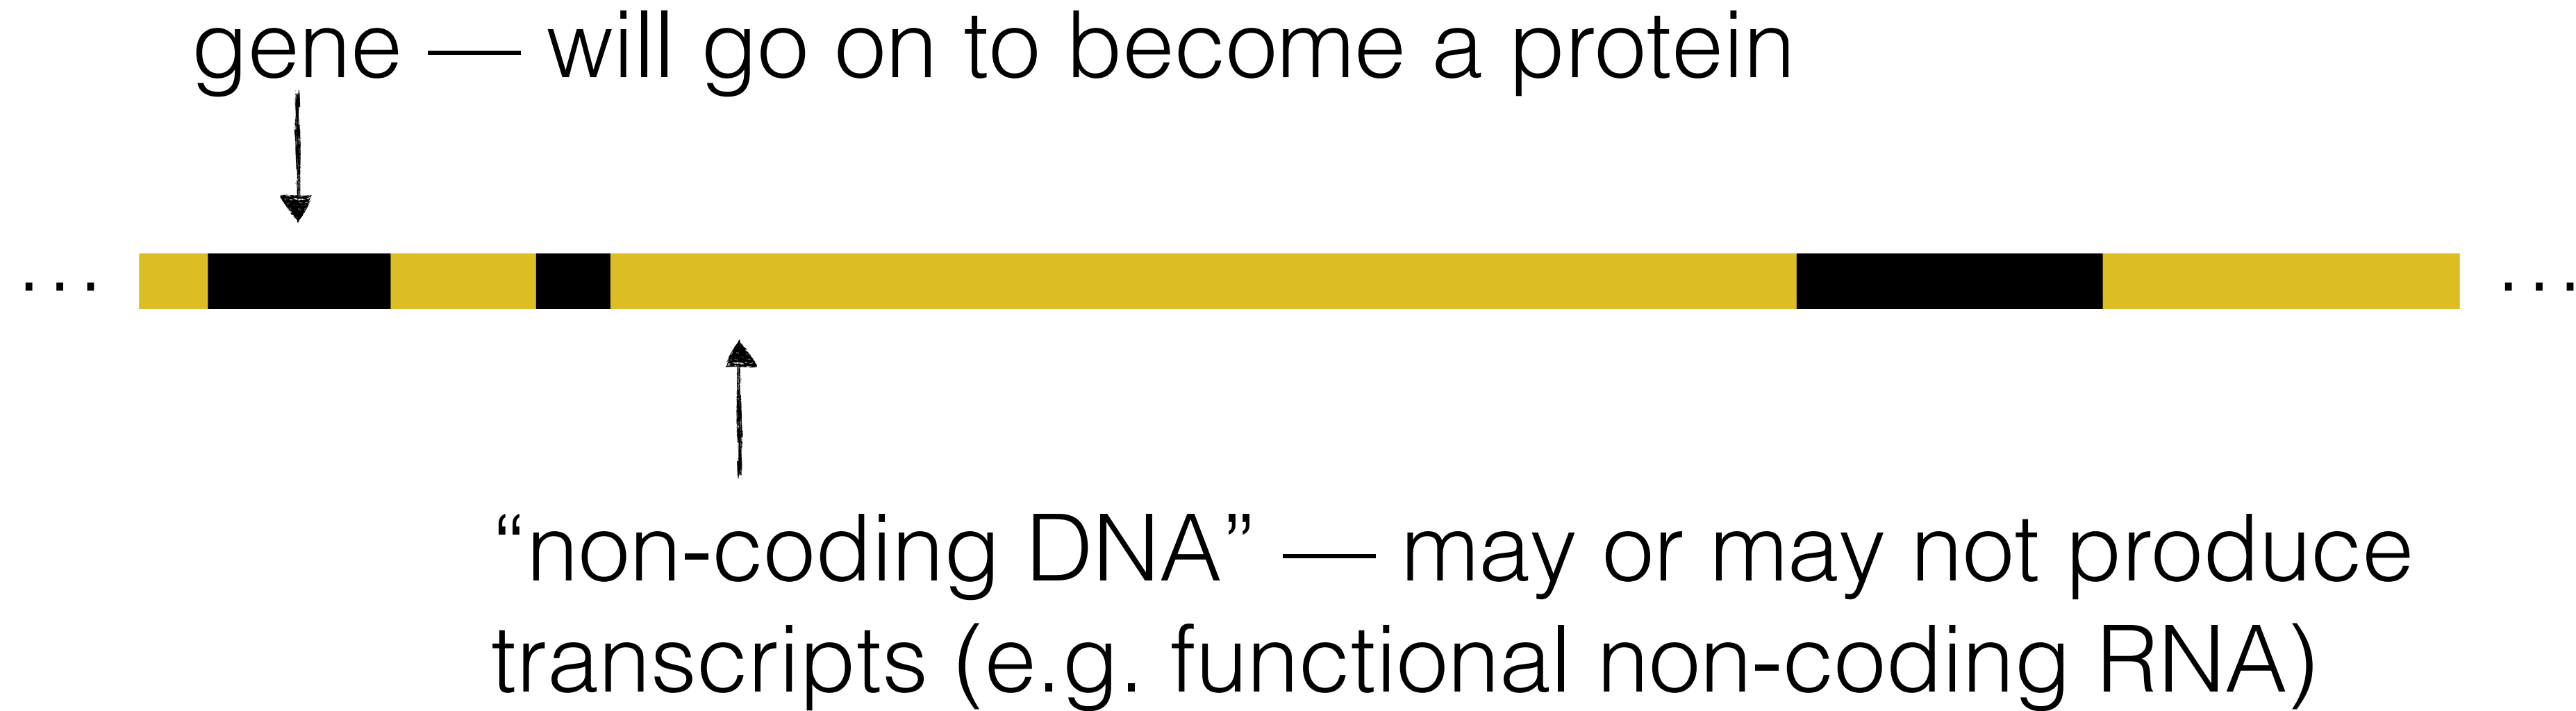 gene — will go on to become a protein
... ...
“non-coding DNA” — may or may not produce
transcripts (e.g. functional non-coding RNA)